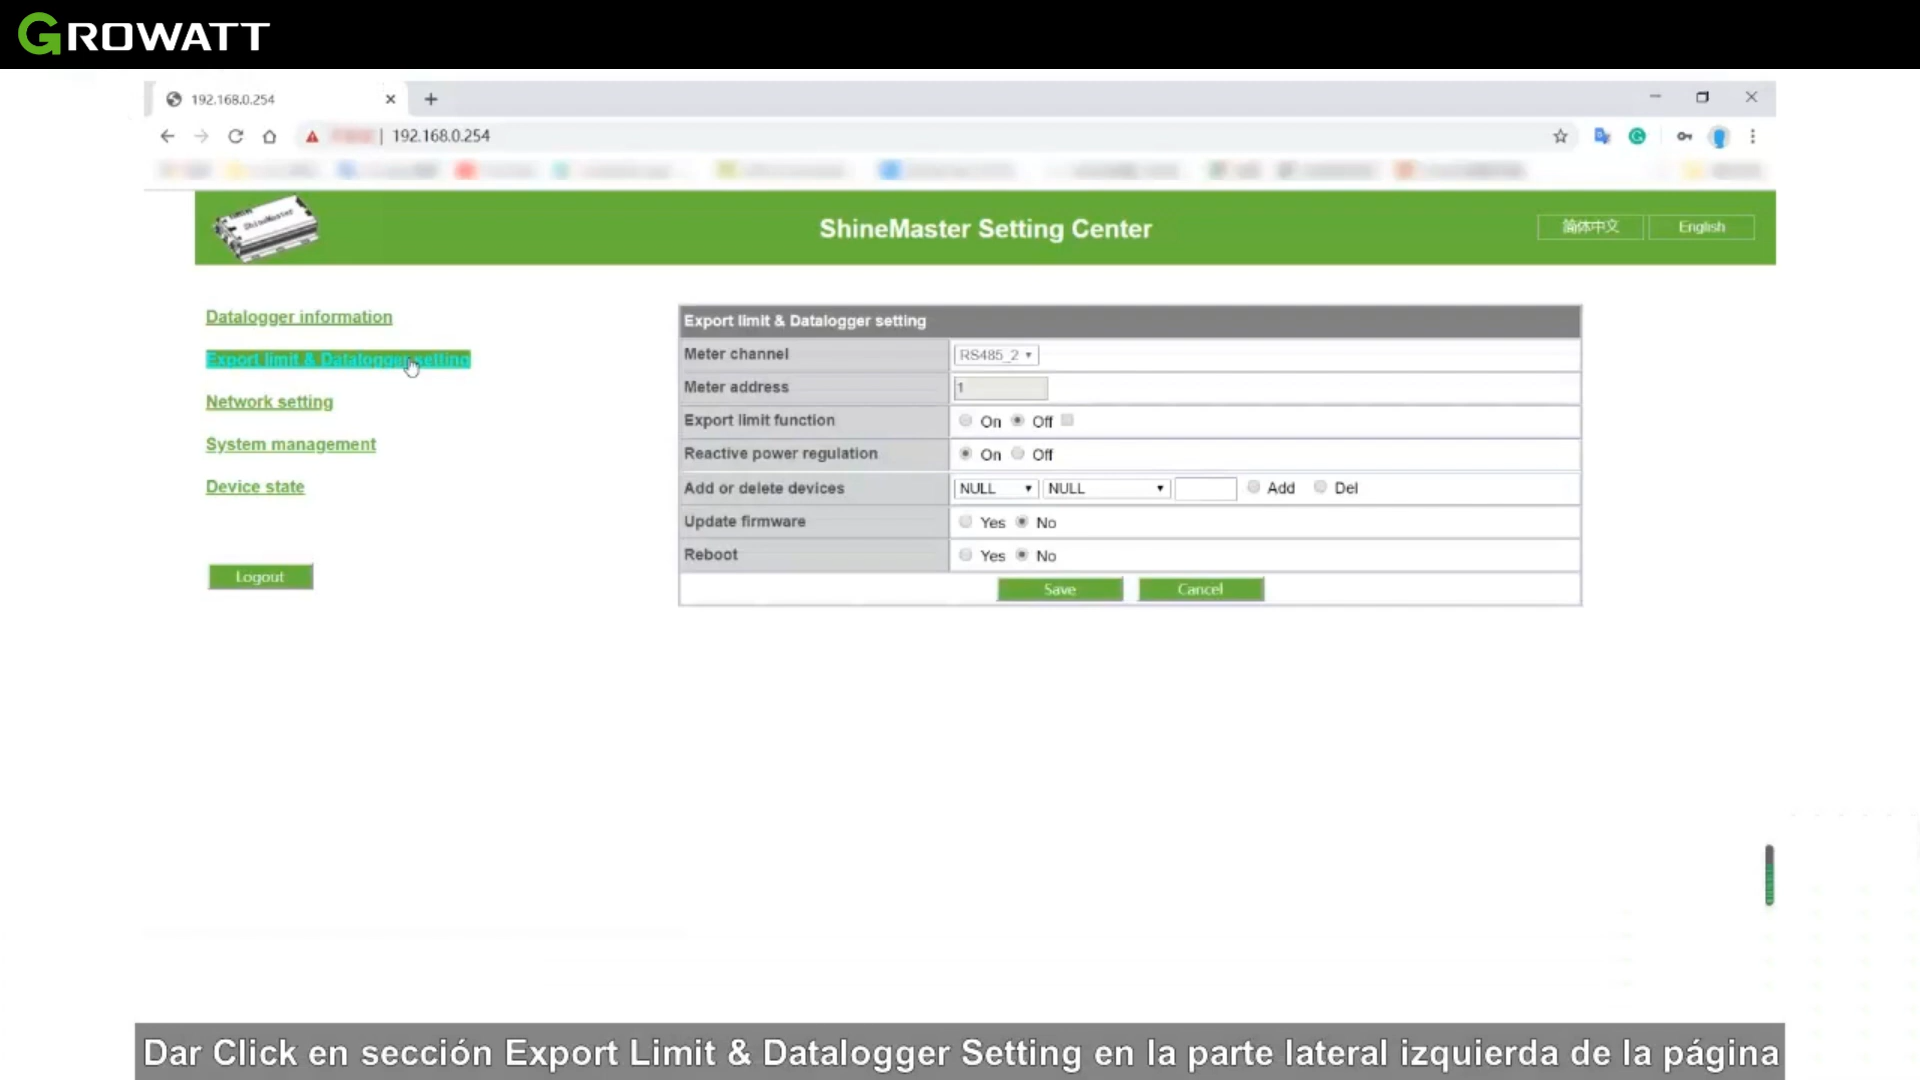 GROWATT
192.168.0.254
192.168.0.254
ShineMaster
ShineMaster Setting Center
简体中文 English
Datalogger information
Export limit & Datalogger setting
Network setting
System management
Device state
Logout
Export limit & Datalogger setting
Meter channel RS485_2
Meter address 1
Export limit function On Off
Reactive power regulation On Off
Add or delete devices NULL NULL Add Del
Update firmware Yes No
Reboot Yes No
Save Cancel
Dar Click en sección Export Limit & Datalogger Setting en la parte lateral izquierda de la página